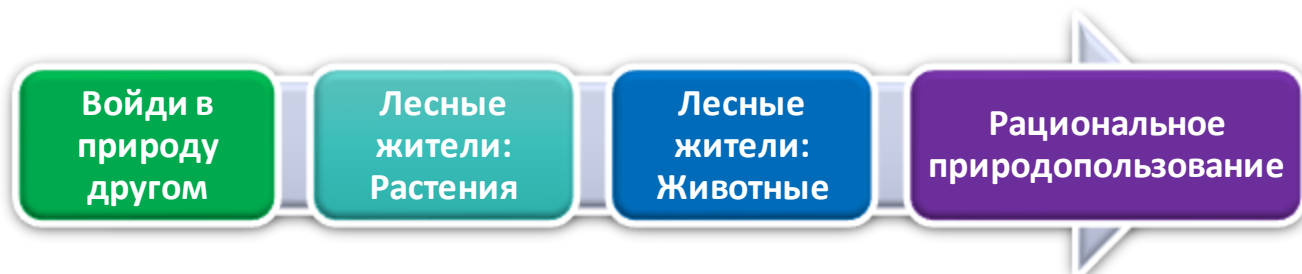 Войди в
природу
другом
Лесные
жители:
Растения
Лесные
жители:
Животные
Рациональное
природопользование